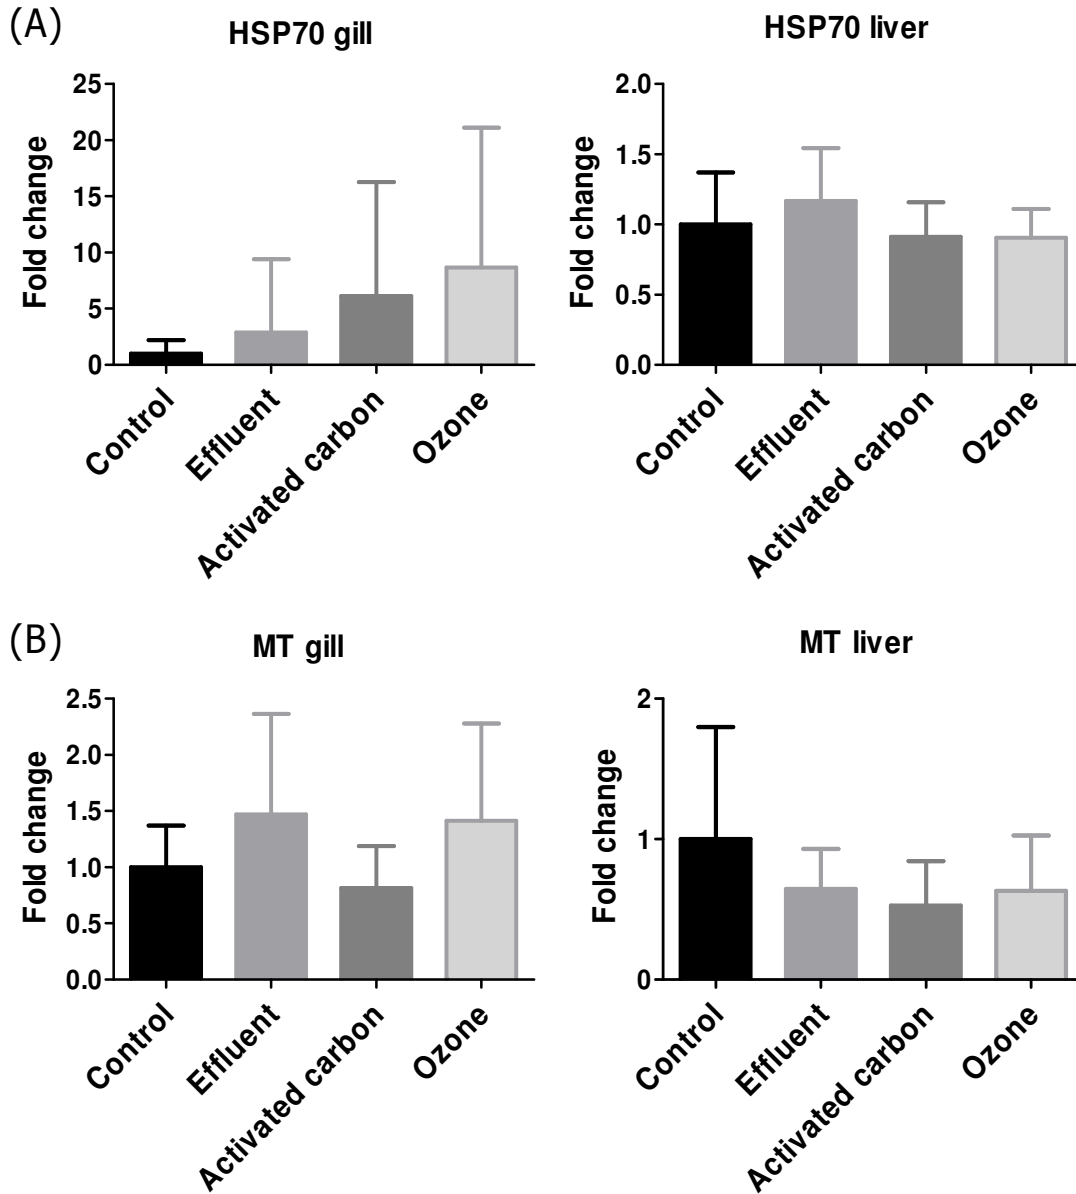 (A)
HSP70 gill
Fold change
25
20
15
10
5
0
Control
Effluent
Activated carbon
Ozone
HSP70 liver
Fold change
2.0
1.5
1.0
0.5
0.0
Control
Effluent
Activated carbon
Ozone
(B)
MT gill
Fold change
2.5
2.0
1.5
1.0
0.5
0.0
Control
Effluent
Activated carbon
Ozone
MT liver
Fold change
2
1
0
Control
Effluent
Activated carbon
Ozone